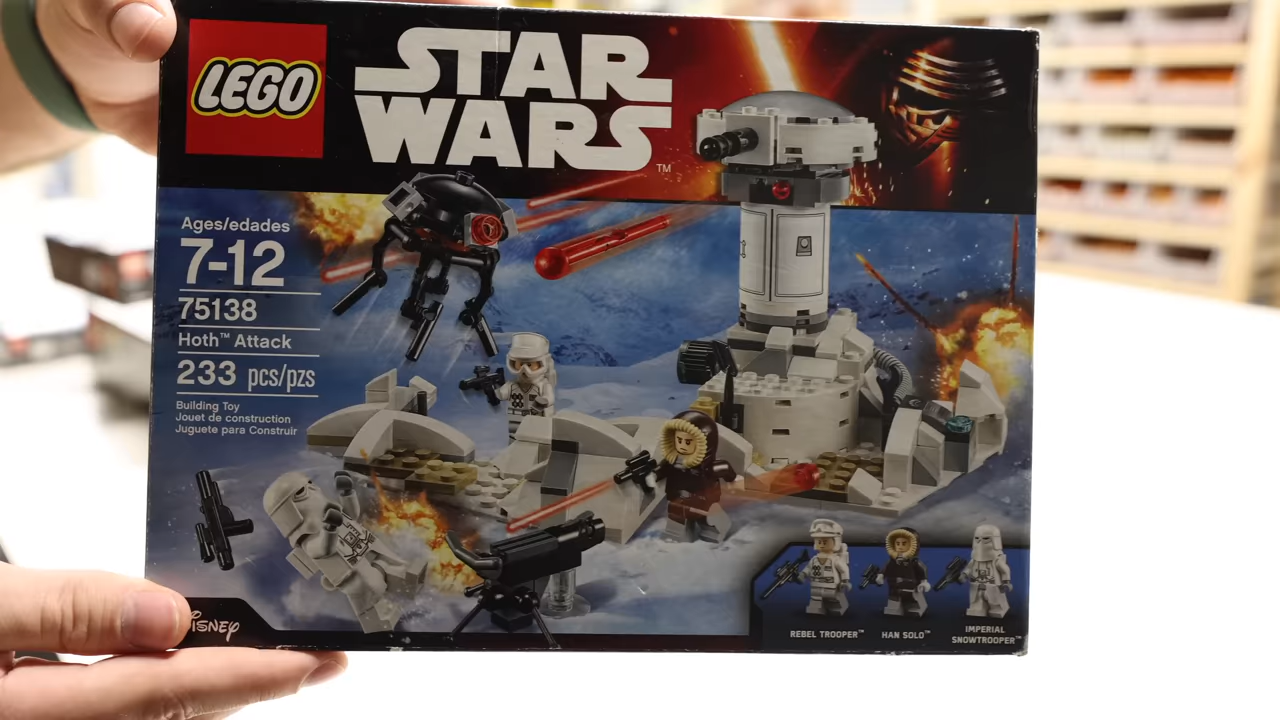 LEGO
STAR
WARS
TM
Ages/edades
7-12
75138
Hoth™ Attack
233 pcs/pzs
Building Toy
Jouet de construction
Juguete para Construir
DISNEY
REBEL TROOPER™
HAN SOLO™
IMPERIAL
SNOWTROOPER™